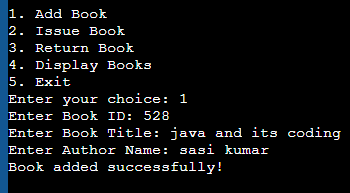 1. Add Book
2. Issue Book
3. Return Book
4. Display Books
5. Exit
Enter your choice: 1
Enter Book ID: 528
Enter Book Title: java and its coding
Enter Author Name: sasi kumar
Book added successfully!